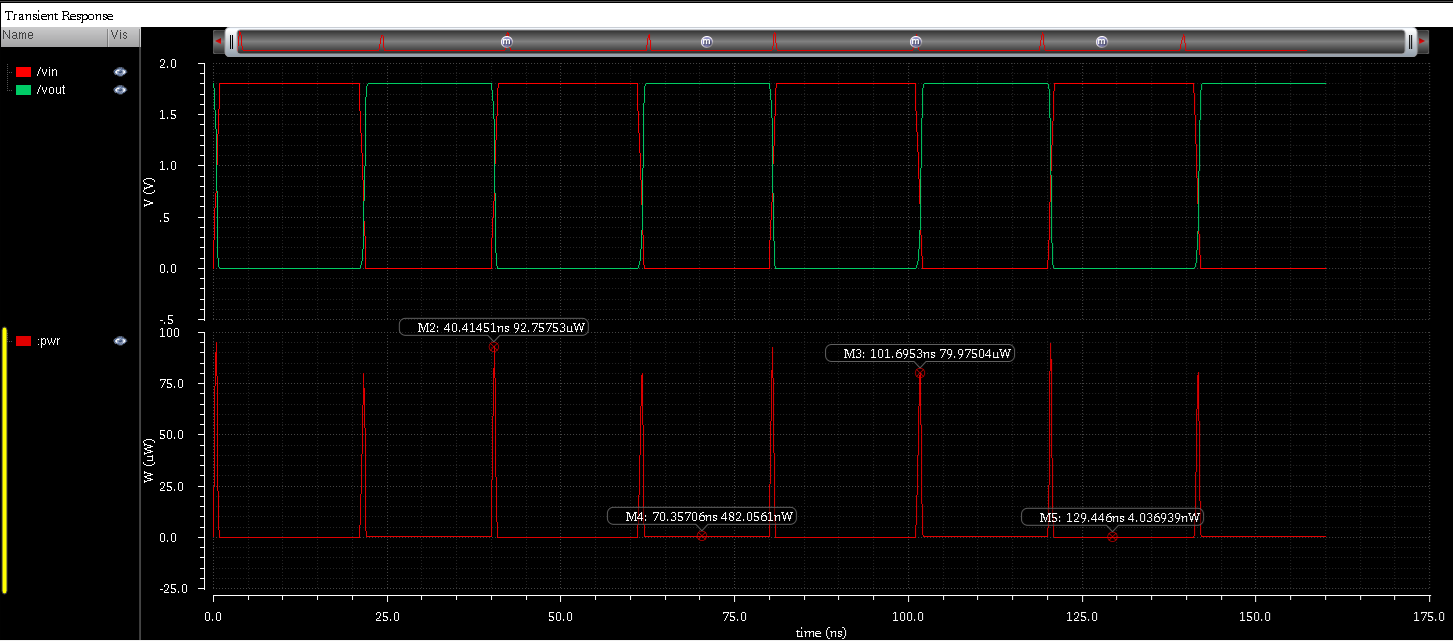 Transient Response
Name Vis
m m m m
/vin
/vout
2.0
1.5
1.0
.5
0.0
-.5
V (V)
:pwr
100
75.0
50.0
25.0
0.0
-25.0
W (uW)
M2: 40.41451ns 92.75753uW
M3: 101.6953ns 79.97504uW
M4: 70.35706ns 482.0561nW
M5: 129.446ns 4.036939nW
0.0 25.0 50.0 75.0 100.0 125.0 150.0 175.0
time (ns)